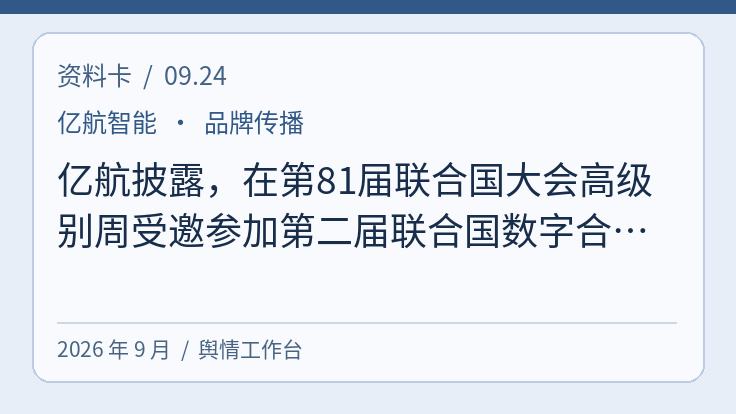 资料卡 / 09.24
亿航智能 · 品牌传播
亿航披露，在第81届联合国大会高级
别周受邀参加第二届联合国数字合…
2026 年 9 月 / 舆情工作台